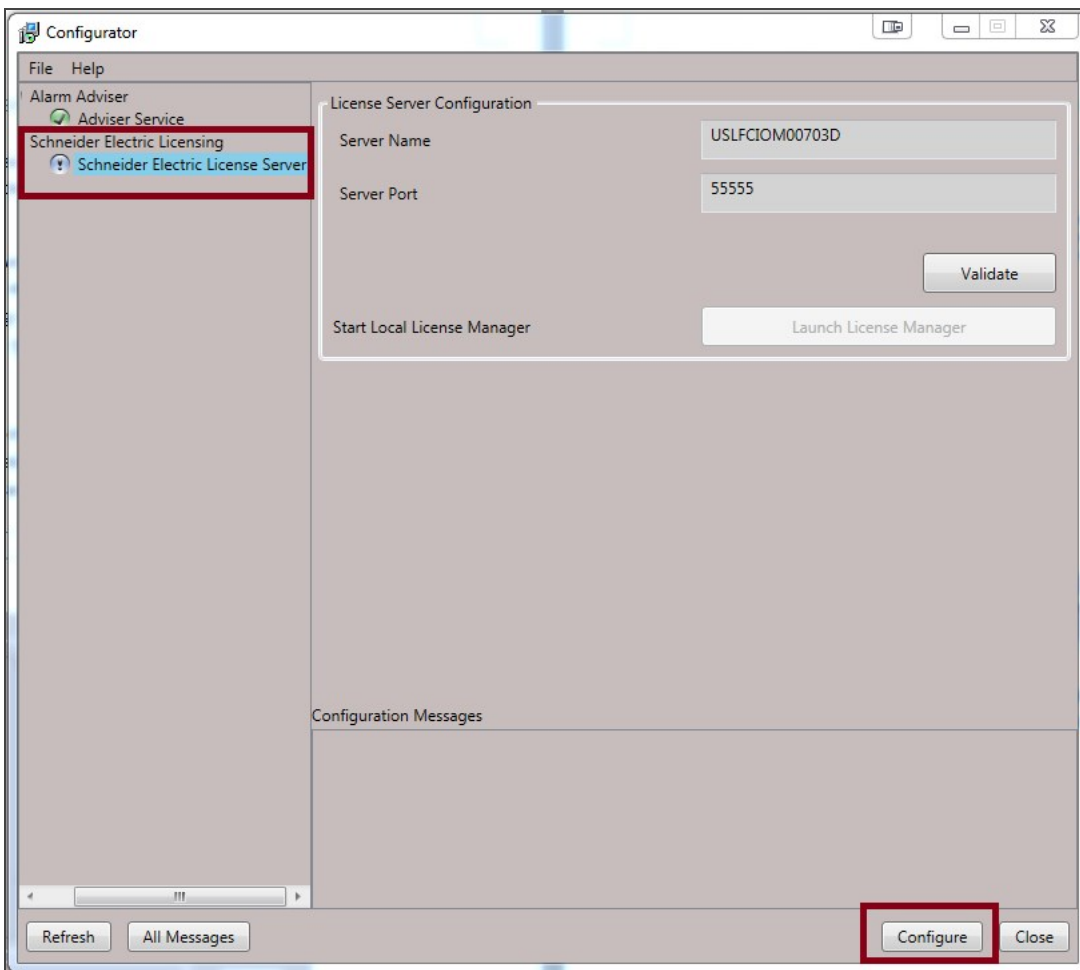 Configurator
File Help
Alarm Adviser
Adviser Service
Schneider Electric Licensing
Schneider Electric License Server
License Server Configuration
Server Name USLFCIOM00703D
Server Port 55555
Validate
Start Local License Manager Launch License Manager
Configuration Messages
Refresh All Messages Configure Close